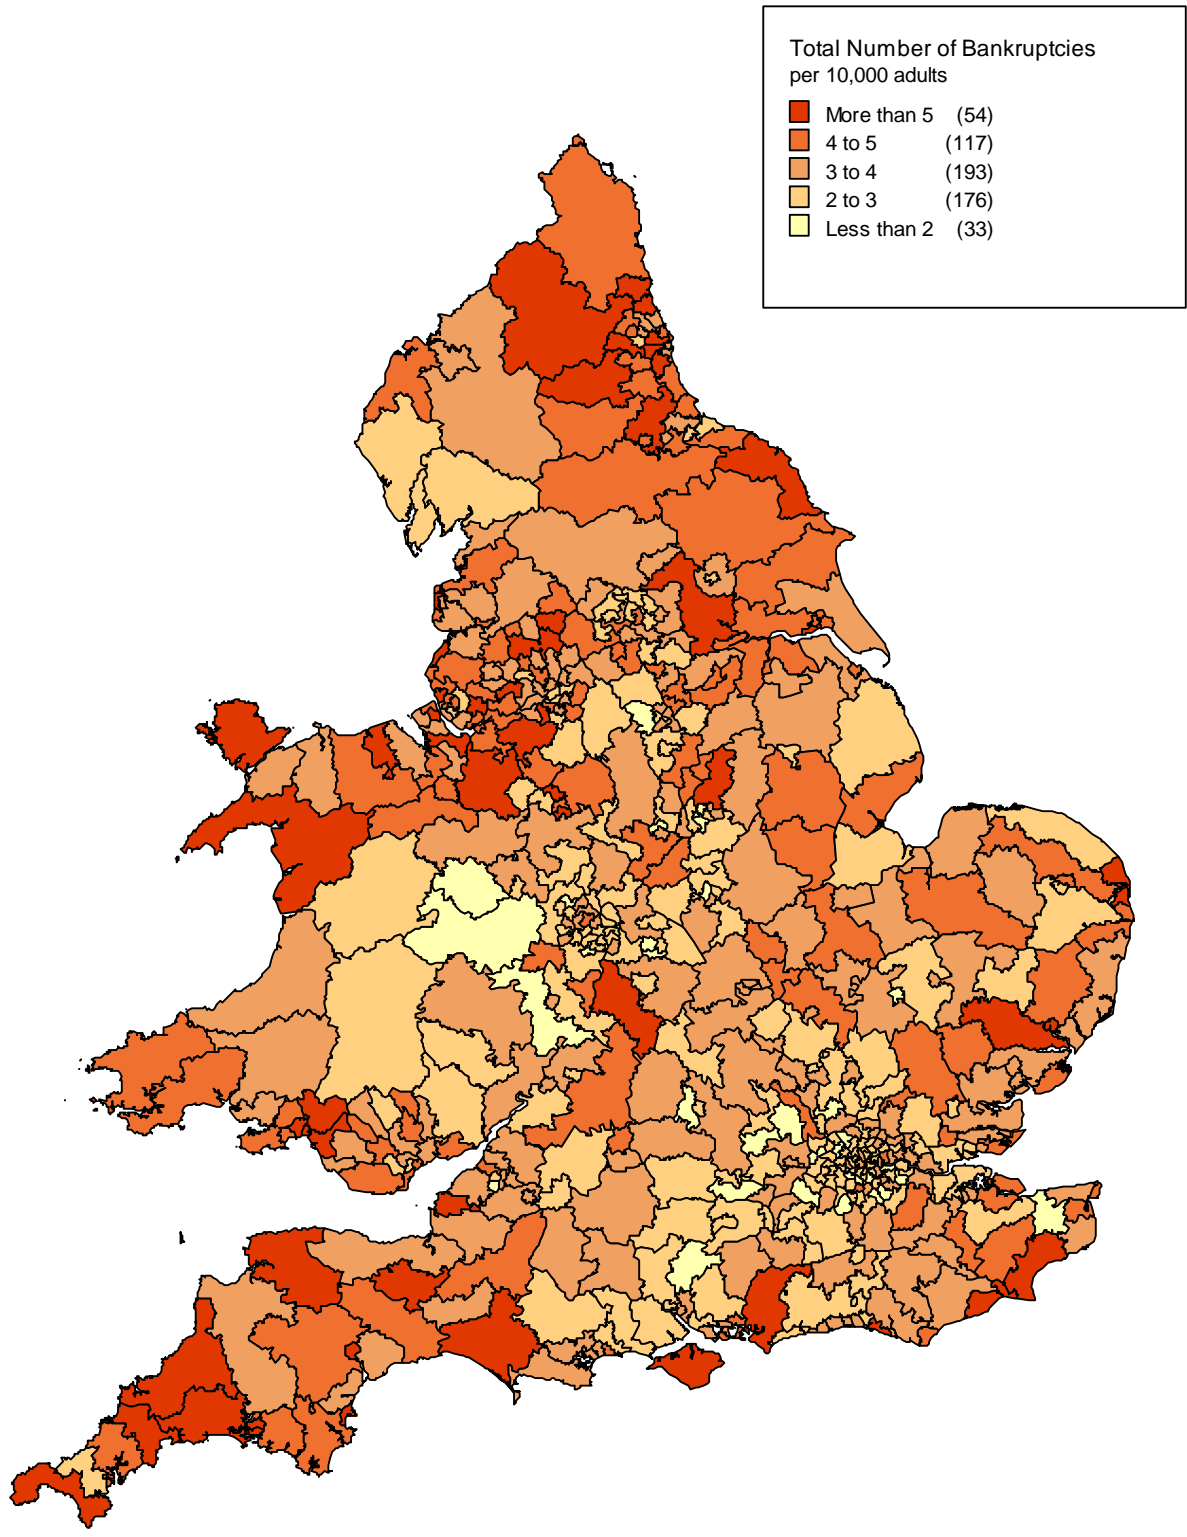 Total Number of Bankruptcies
per 10,000 adults
More than 5 (54)
4 to 5 (117)
3 to 4 (193)
2 to 3 (176)
Less than 2 (33)